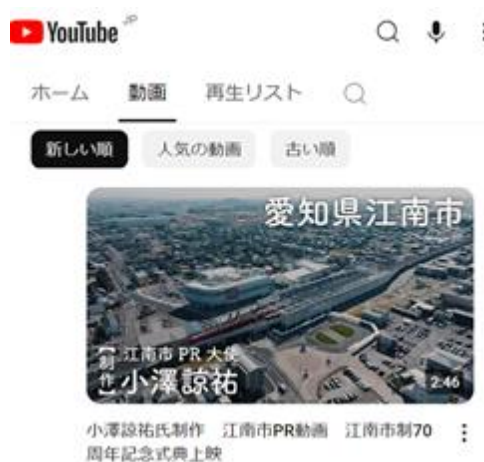 YouTube JP
ホーム 動画 再生リスト
新しい順 人気の動画 古い順
愛知県江南市
【制作】江南市 PR 大使
小澤諒祐
2:46
小澤諒祐氏制作 江南市PR動画 江南市制70
周年記念式典上映